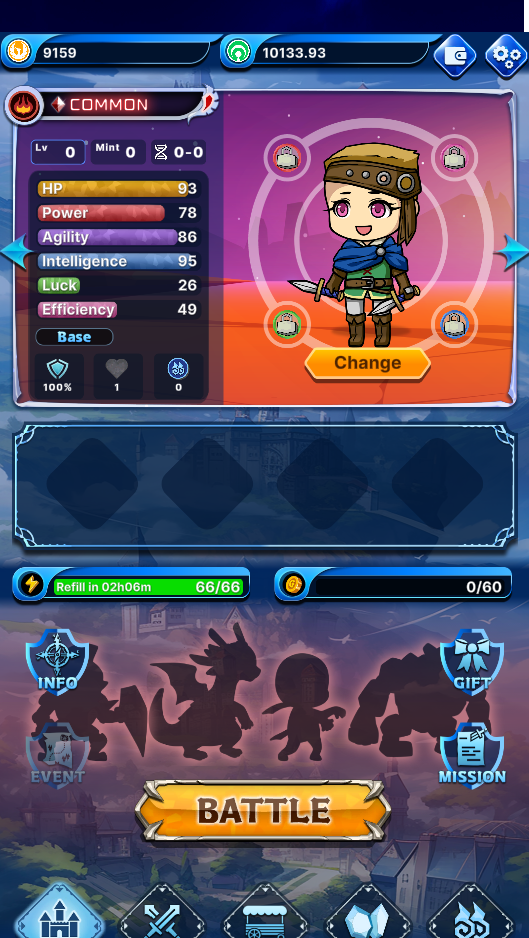 9159
10133.93
COMMON
Lv 0
Mint 0
0-0
HP 93
Power 78
Agility 86
Intelligence 95
Luck 26
Efficiency 49
Base
100%
1
0
Change
Refill in 02h06m 66/66
0/60
INFO
GIFT
EVENT
MISSION
BATTLE